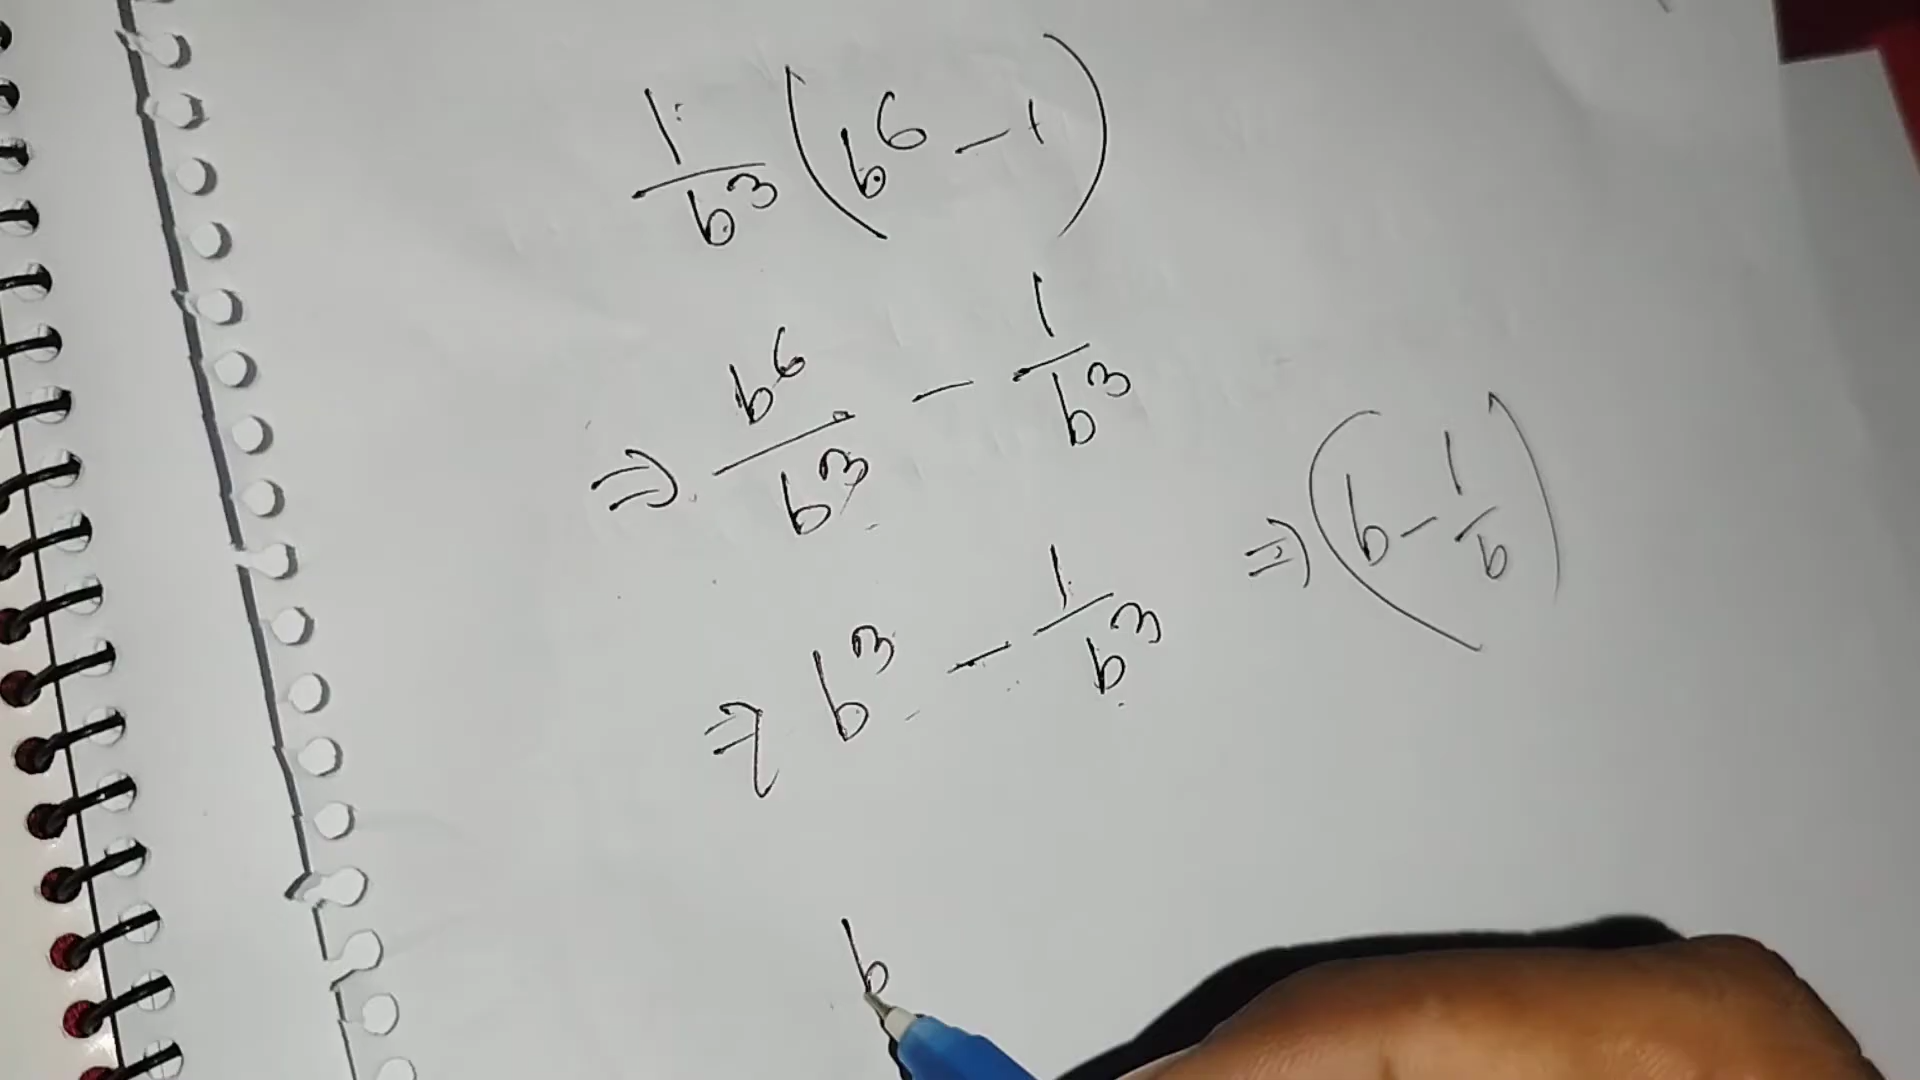 1/b³ (b⁶ − 1)
⇒ b⁶/b³ − 1/b³
⇒ b³ − 1/b³ ⇒ (b − 1/b)
b